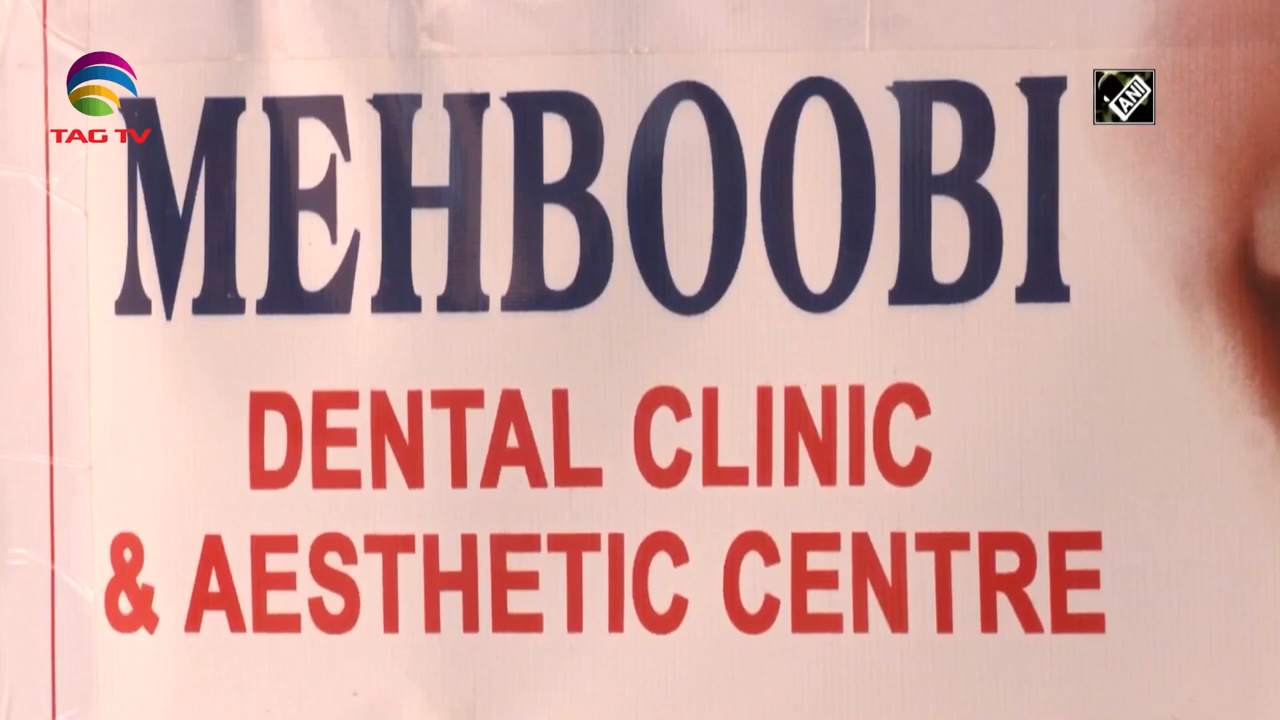 TAG TV
ANI
MEHBOOBI
DENTAL CLINIC
& AESTHETIC CENTRE